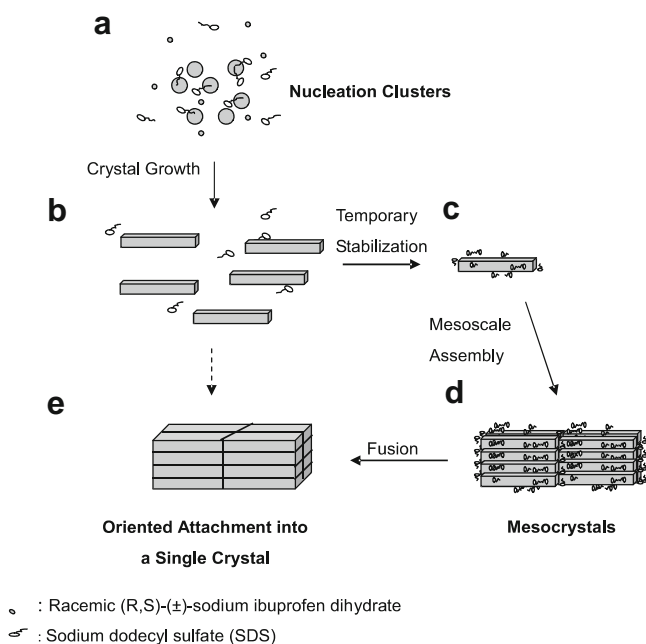 a
Nucleation Clusters
Crystal Growth
b
Temporary
Stabilization
c
Mesoscale
Assembly
e
d
Fusion
Oriented Attachment into
a Single Crystal
Mesocrystals
: Racemic (R,S)-(±)-sodium ibuprofen dihydrate
: Sodium dodecyl sulfate (SDS)